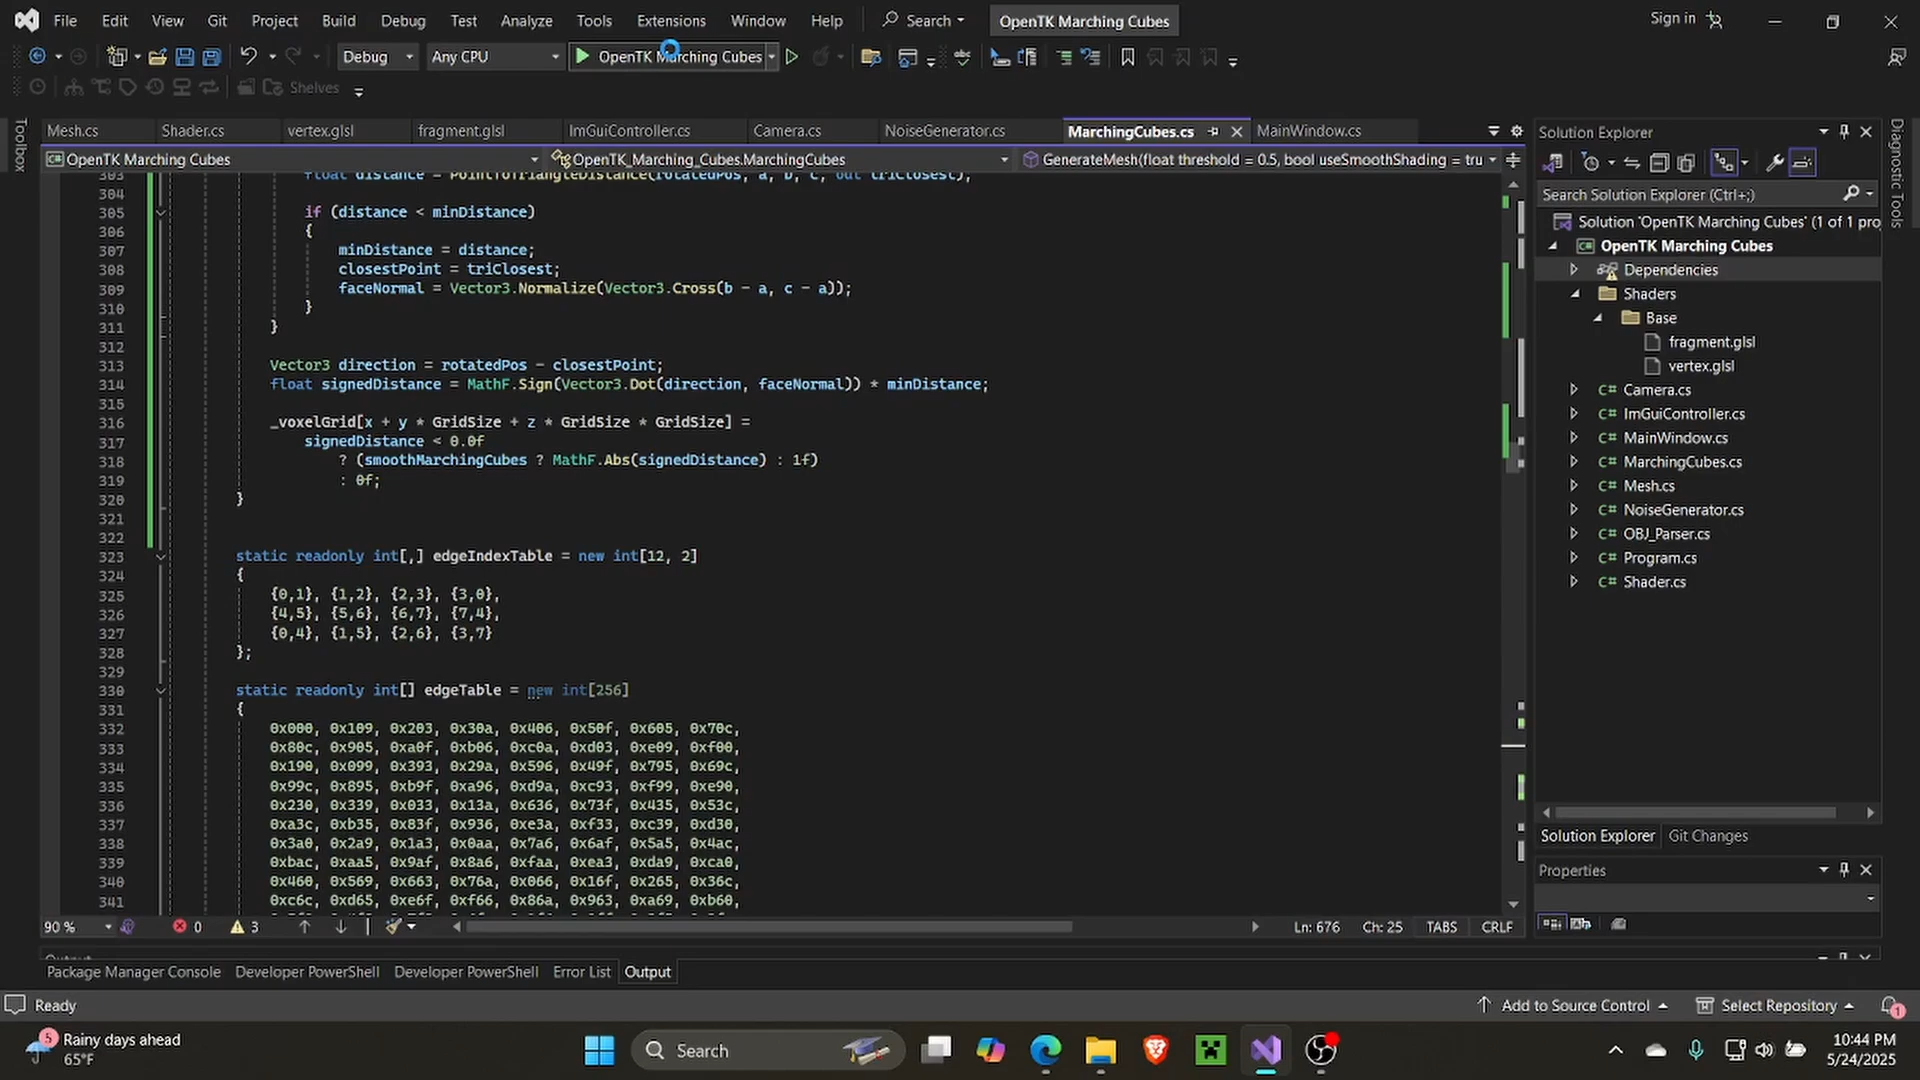 File Edit View Git Project Build Debug Test Analyze Tools Extensions Window Help Search OpenTK Marching Cubes Sign in
Debug Any CPU OpenTK Marching Cubes
Shelves
Toolbox
Mesh.cs Shader.cs vertex.glsl fragment.glsl ImGuiController.cs Camera.cs NoiseGenerator.cs MarchingCubes.cs MainWindow.cs
OpenTK Marching Cubes OpenTK_Marching_Cubes.MarchingCubes GenerateMesh(float threshold = 0.5, bool useSmoothShading = tru
303 float distance = PointToTriangleDistance(rotatedPos, a, b, c, out triClosest);
304
305 if (distance < minDistance)
306 {
307 minDistance = distance;
308 closestPoint = triClosest;
309 faceNormal = Vector3.Normalize(Vector3.Cross(b - a, c - a));
310 }
311 }
312
313 Vector3 direction = rotatedPos - closestPoint;
314 float signedDistance = MathF.Sign(Vector3.Dot(direction, faceNormal)) * minDistance;
315
316 _voxelGrid[x + y * GridSize + z * GridSize * GridSize] =
317 signedDistance < 0.0f
318 ? (smoothMarchingCubes ? MathF.Abs(signedDistance) : 1f)
319 : 0f;
320 }
321
322
323 static readonly int[,] edgeIndexTable = new int[12, 2]
324 {
325 {0,1}, {1,2}, {2,3}, {3,0},
326 {4,5}, {5,6}, {6,7}, {7,4},
327 {0,4}, {1,5}, {2,6}, {3,7}
328 };
329
330 static readonly int[] edgeTable = new int[256]
331 {
332 0x000, 0x109, 0x203, 0x30a, 0x406, 0x50f, 0x605, 0x70c,
333 0x80c, 0x905, 0xa0f, 0xb06, 0xc0a, 0xd03, 0xe09, 0xf00,
334 0x190, 0x099, 0x393, 0x29a, 0x596, 0x49f, 0x795, 0x69c,
335 0x99c, 0x895, 0xb9f, 0xa96, 0xd9a, 0xc93, 0xf99, 0xe90,
336 0x230, 0x339, 0x033, 0x13a, 0x636, 0x73f, 0x435, 0x53c,
337 0xa3c, 0xb35, 0x83f, 0x936, 0xe3a, 0xf33, 0xc39, 0xd30,
338 0x3a0, 0x2a9, 0x1a3, 0x0aa, 0x7a6, 0x6af, 0x5a5, 0x4ac,
339 0xbac, 0xaa5, 0x9af, 0x8a6, 0xfaa, 0xea3, 0xda9, 0xca0,
340 0x460, 0x569, 0x663, 0x76a, 0x066, 0x16f, 0x265, 0x36c,
341 0xc6c, 0xd65, 0xe6f, 0xf66, 0x86a, 0x963, 0xa69, 0xb60,
90 % 0 3 Ln: 676 Ch: 25 TABS CRLF
Output
Package Manager Console Developer PowerShell Developer PowerShell Error List Output
Solution Explorer
Search Solution Explorer (Ctrl+;)
Solution 'OpenTK Marching Cubes' (1 of 1 pro
OpenTK Marching Cubes
Dependencies
Shaders
Base
fragment.glsl
vertex.glsl
C# Camera.cs
C# ImGuiController.cs
C# MainWindow.cs
C# MarchingCubes.cs
C# Mesh.cs
C# NoiseGenerator.cs
C# OBJ_Parser.cs
C# Program.cs
C# Shader.cs
Solution Explorer Git Changes
Properties
Diagnostic Tools
Ready Add to Source Control Select Repository 1
5 Rainy days ahead
65°F
Search
10:44 PM
5/24/2025